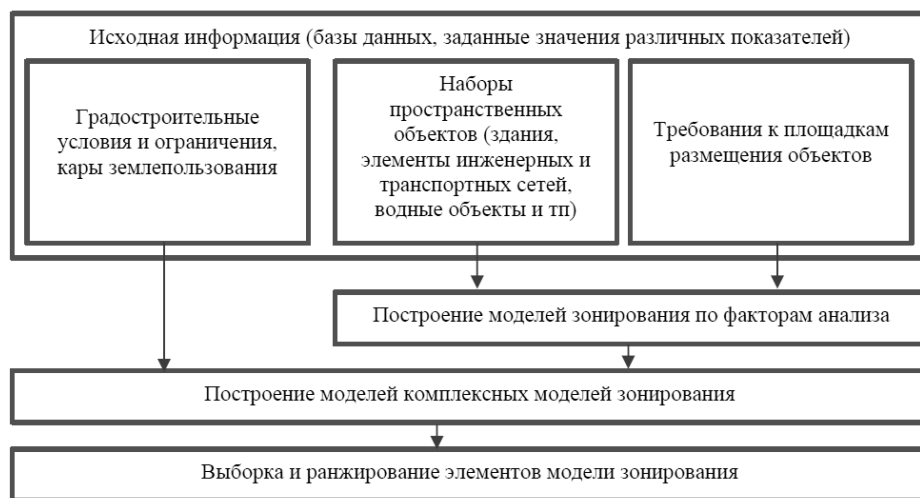 Исходная информация (базы данных, заданные значения различных показателей)
Градостроительные
условия и ограничения,
кары землепользования
Наборы
пространственных
объектов (здания,
элементы инженерных и
транспортных сетей,
водные объекты и тп)
Требования к площадкам
размещения объектов
Построение моделей зонирования по факторам анализа
Построение моделей комплексных моделей зонирования
Выборка и ранжирование элементов модели зонирования